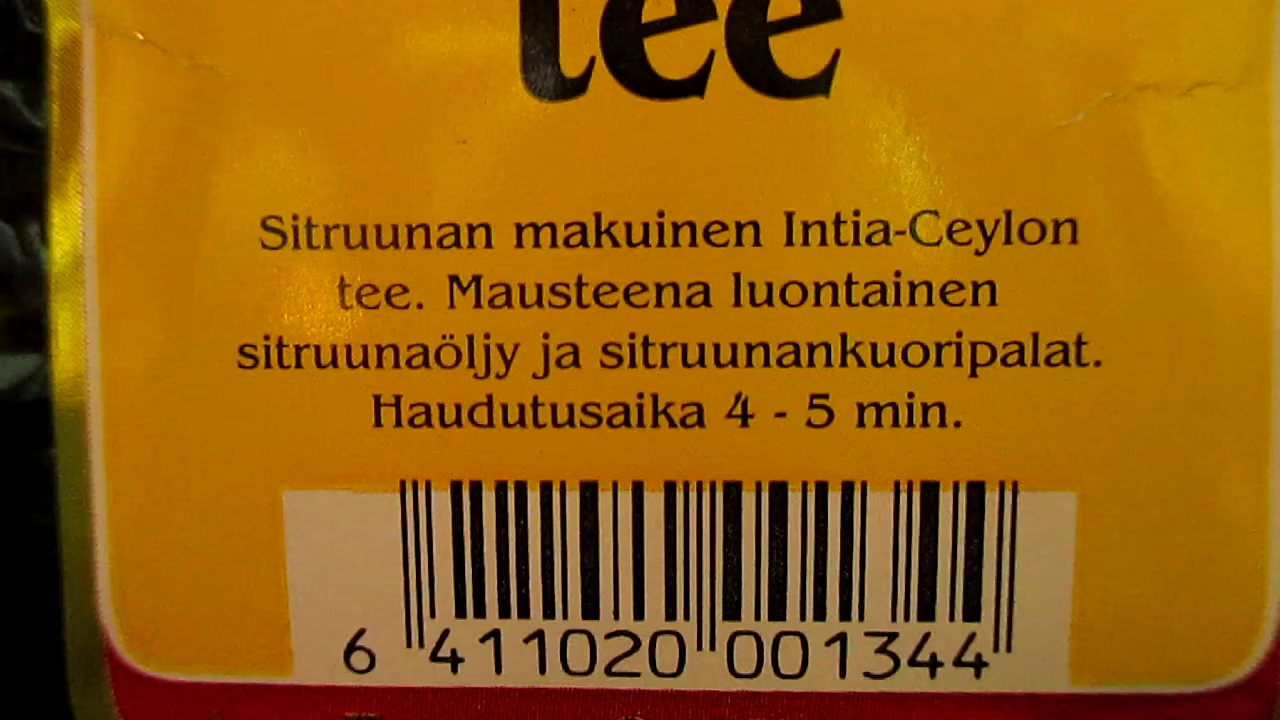 tee
Sitruunan makuinen Intia-Ceylon
tee. Mausteena luontainen
sitruunaöljy ja sitruunankuoripalat.
Haudutusaika 4 - 5 min.
6 411020 001344